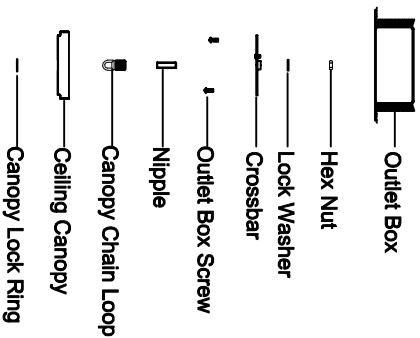 Outlet Box
Hex Nut
Lock Washer
Crossbar
Outlet Box Screw
Nipple
Canopy Chain Loop
Ceiling Canopy
Canopy Lock Ring